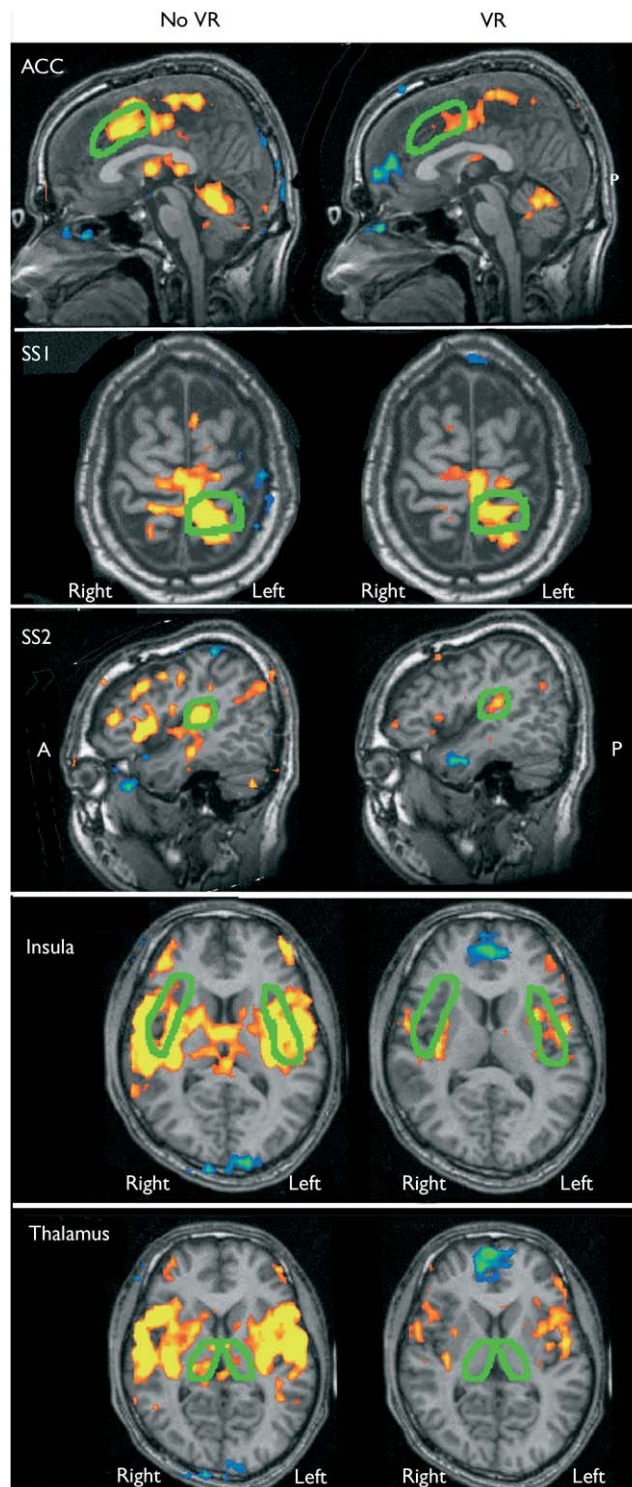 No VR VR
ACC
P
SS1
Right Left Right Left
SS2
A P
Insula
Right Left Right Left
Thalamus
Right Left Right Left